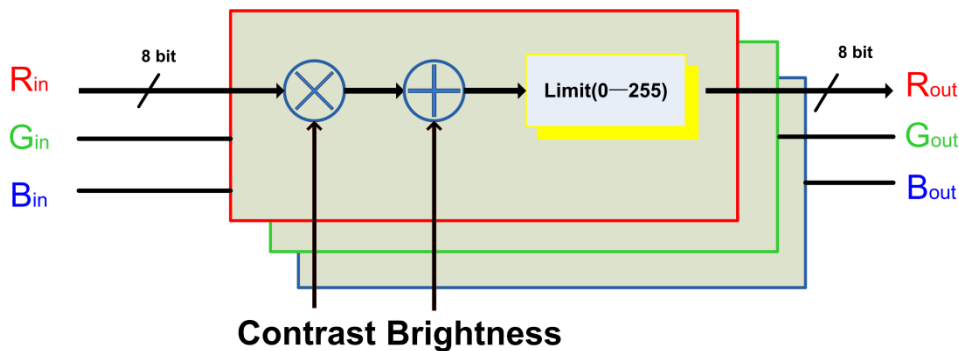 8 bit
8 bit
Rin
Limit(0—255)
Rout
Gin
Gout
Bin
Bout
Contrast Brightness